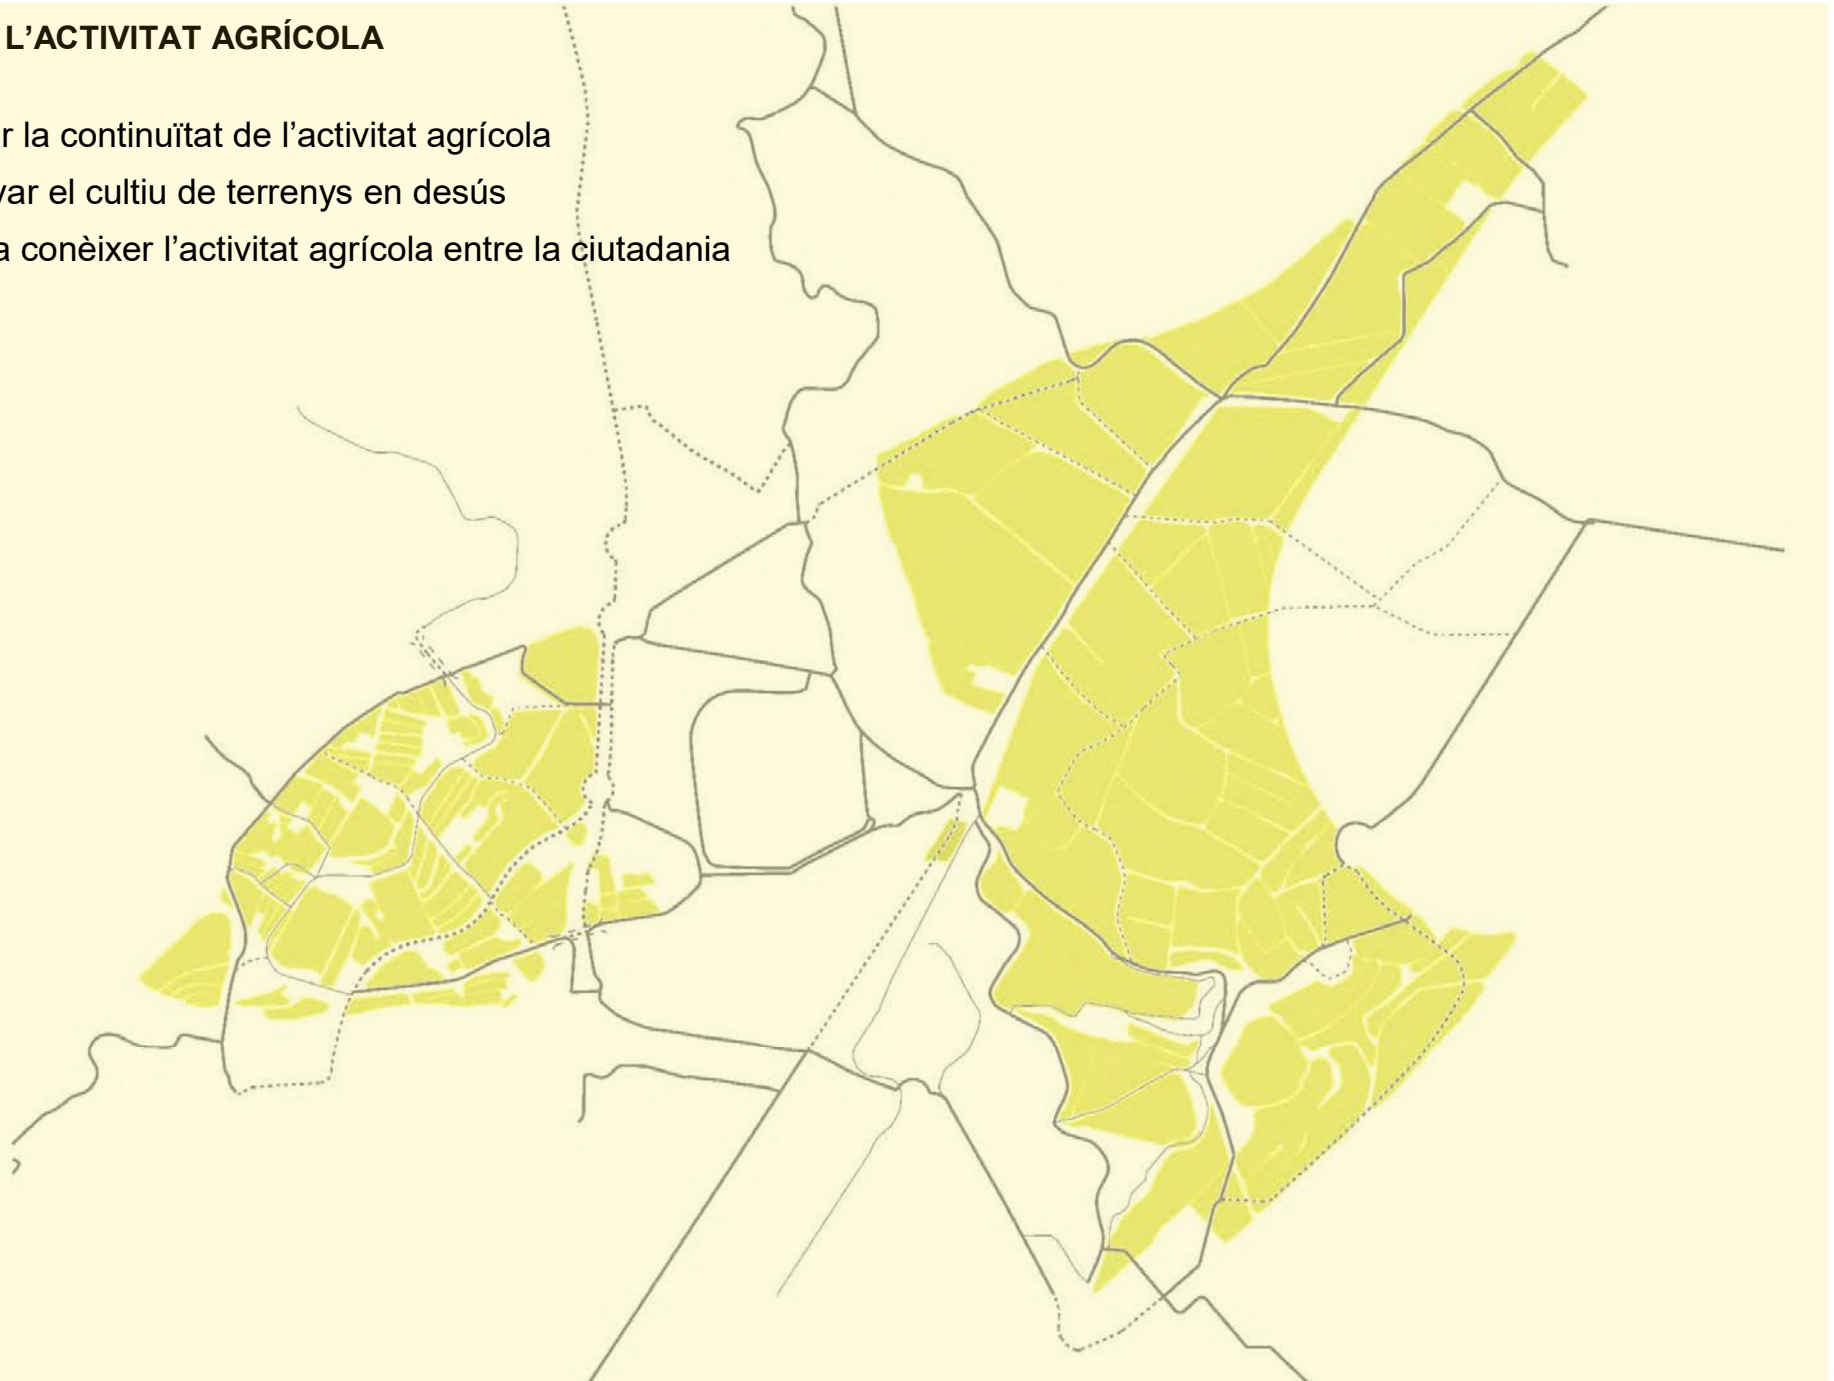 L’ACTIVITAT AGRÍCOLA
r la continuïtat de l’activitat agrícola
var el cultiu de terrenys en desús
a conèixer l’activitat agrícola entre la ciutadania